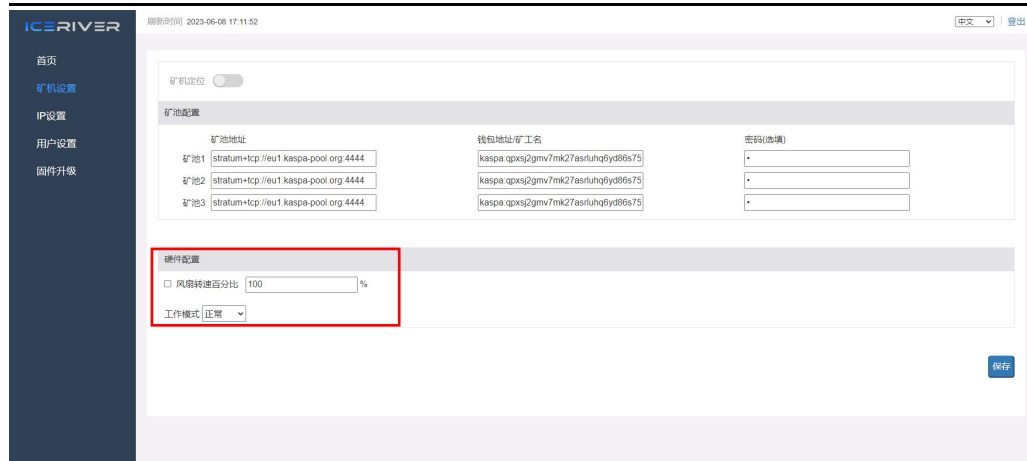 ICERIVER
刷新时间 2023-06-08 17:11:52
中文
登出
首页
矿机设置
IP设置
用户设置
固件升级
矿机定位
矿池配置
矿池地址 钱包地址/矿工名 密码(选填)
矿池1 stratum+tcp://eu1.kaspa-pool.org:4444 kaspa:qpxsj2gmv7mk27asrluhq6yd86s75 •
矿池2 stratum+tcp://eu1.kaspa-pool.org:4444 kaspa:qpxsj2gmv7mk27asrluhq6yd86s75 •
矿池3 stratum+tcp://eu1.kaspa-pool.org:4444 kaspa:qpxsj2gmv7mk27asrluhq6yd86s75 •
硬件配置
风扇转速百分比 100 %
工作模式 正常
保存